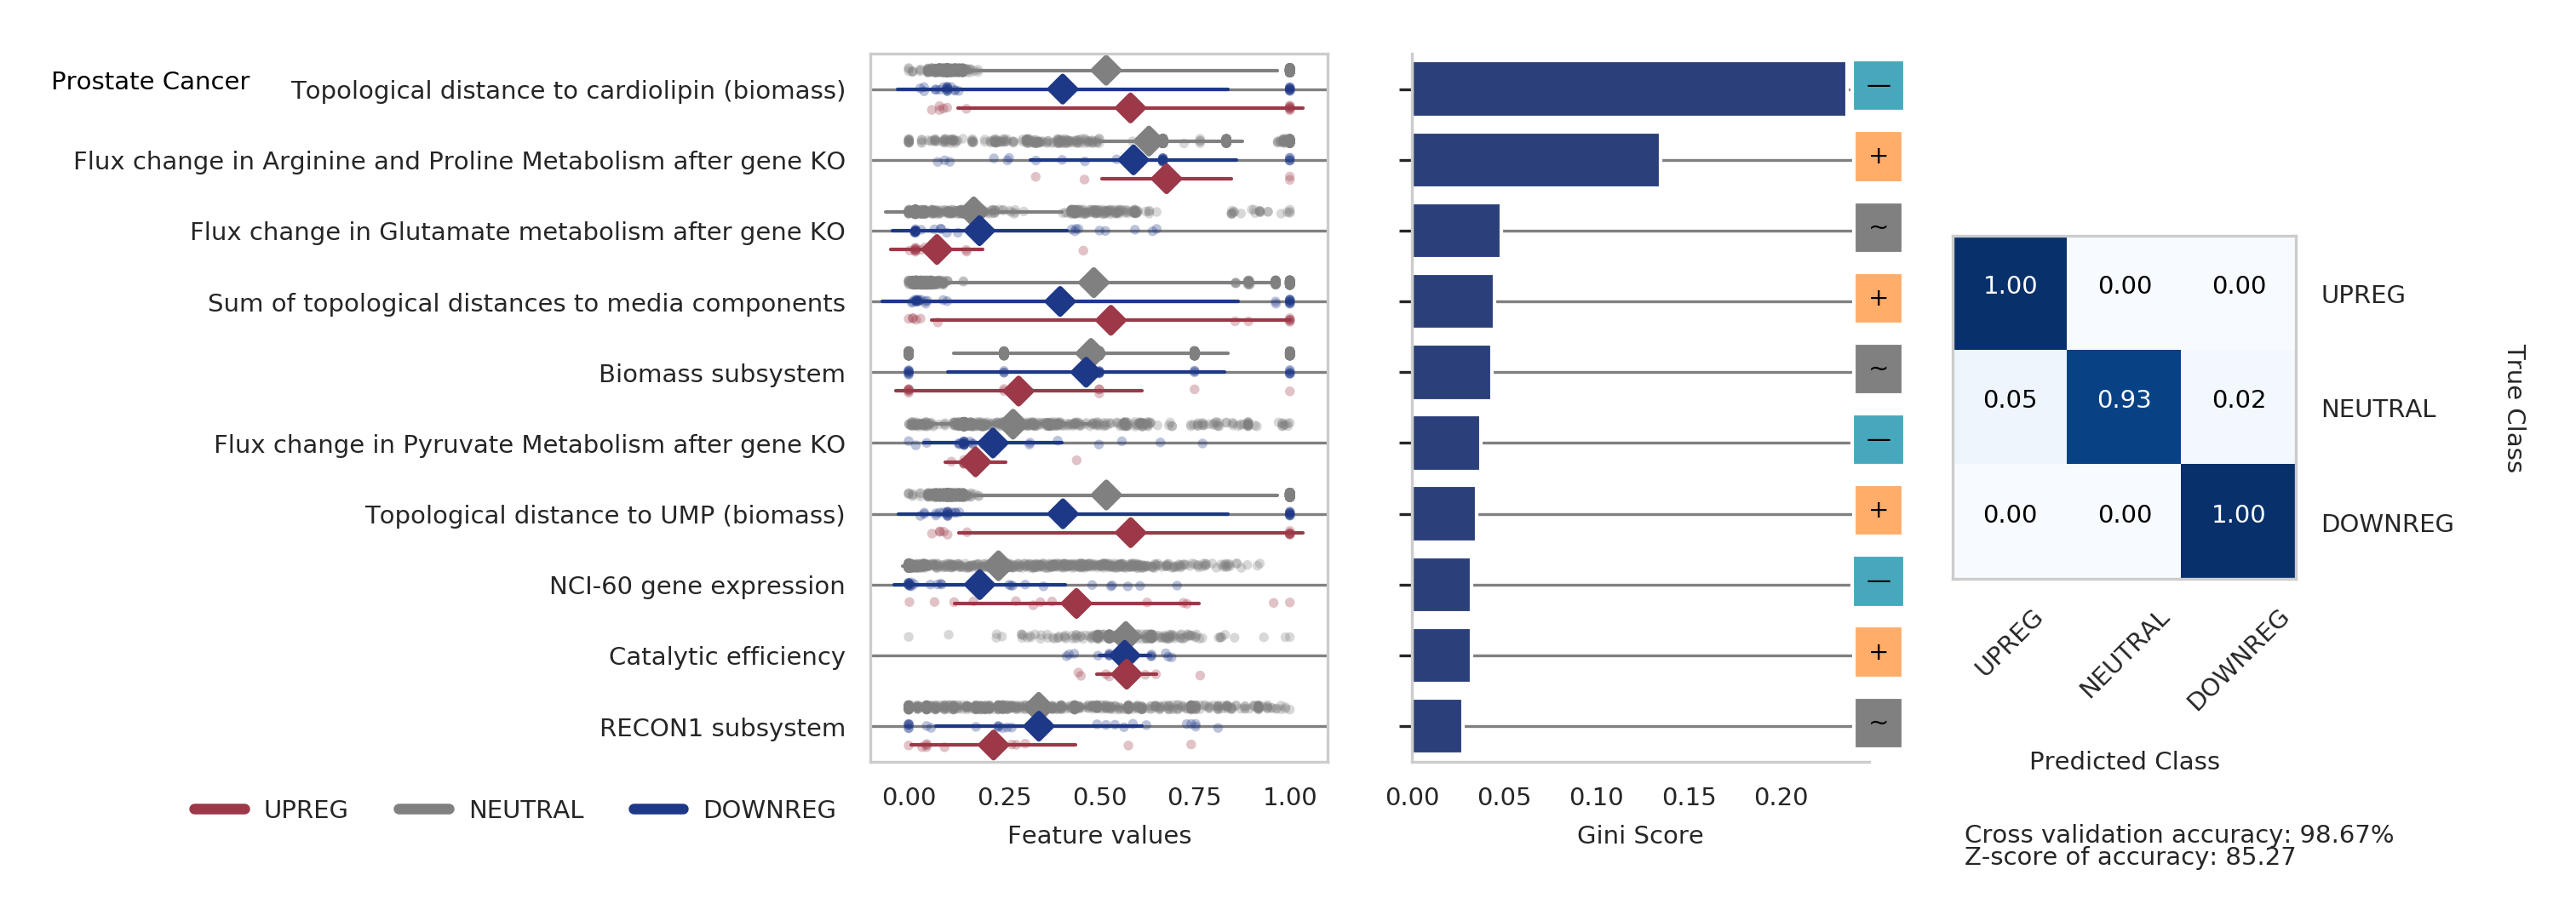 Prostate Cancer
Topological distance to cardiolipin (biomass)
Flux change in Arginine and Proline Metabolism after gene KO
Flux change in Glutamate metabolism after gene KO
Sum of topological distances to media components
Biomass subsystem
Flux change in Pyruvate Metabolism after gene KO
Topological distance to UMP (biomass)
NCI-60 gene expression
Catalytic efficiency
RECON1 subsystem
UPREG NEUTRAL DOWNREG
0.00 0.25 0.50 0.75 1.00
Feature values
—
+
~
+
~
—
+
—
+
~
0.00 0.05 0.10 0.15 0.20
Gini Score
1.00 0.00 0.00 UPREG
0.05 0.93 0.02 NEUTRAL
0.00 0.00 1.00 DOWNREG
True Class
UPREG NEUTRAL DOWNREG
Predicted Class
Cross validation accuracy: 98.67%
Z-score of accuracy: 85.27